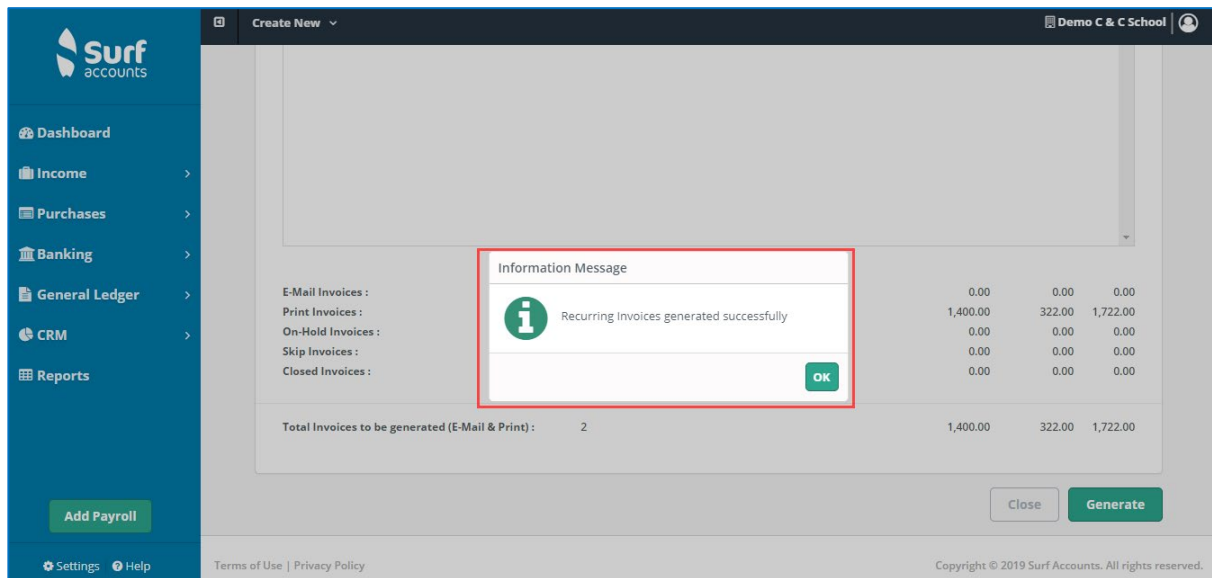 Surf
accounts
Create New
Demo C & C School
Dashboard
Income
Purchases
Banking
General Ledger
CRM
Reports
Add Payroll
Settings Help
Information Message
Recurring Invoices generated successfully
OK
E-Mail Invoices : 0.00 0.00 0.00
Print Invoices : 1,400.00 322.00 1,722.00
On-Hold Invoices : 0.00 0.00 0.00
Skip Invoices : 0.00 0.00 0.00
Closed Invoices : 0.00 0.00 0.00
Total Invoices to be generated (E-Mail & Print) : 2 1,400.00 322.00 1,722.00
Close Generate
Terms of Use | Privacy Policy Copyright © 2019 Surf Accounts. All rights reserved.